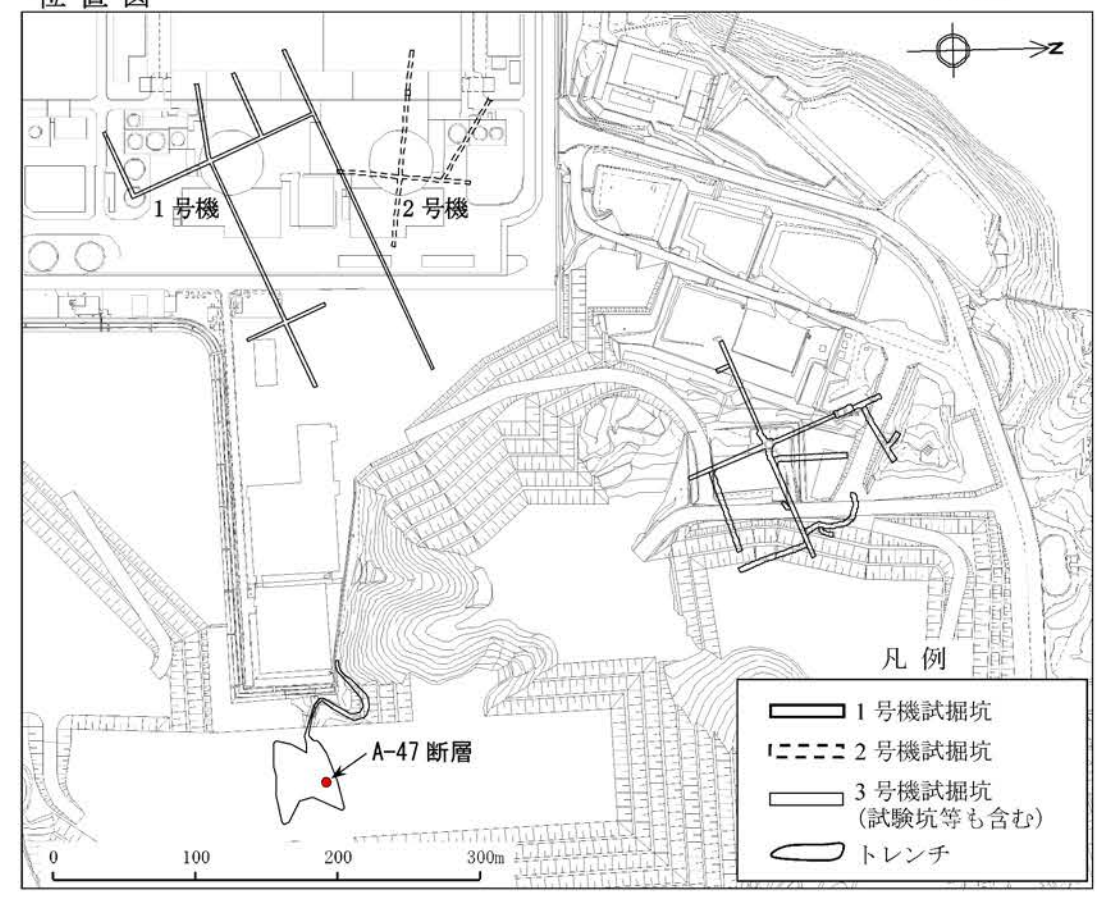 位置図
N
1号機
2号機
A-47断層
0 100 200 300m
凡例
1号機試掘坑
2号機試掘坑
3号機試掘坑
(試験坑等も含む)
トレンチ